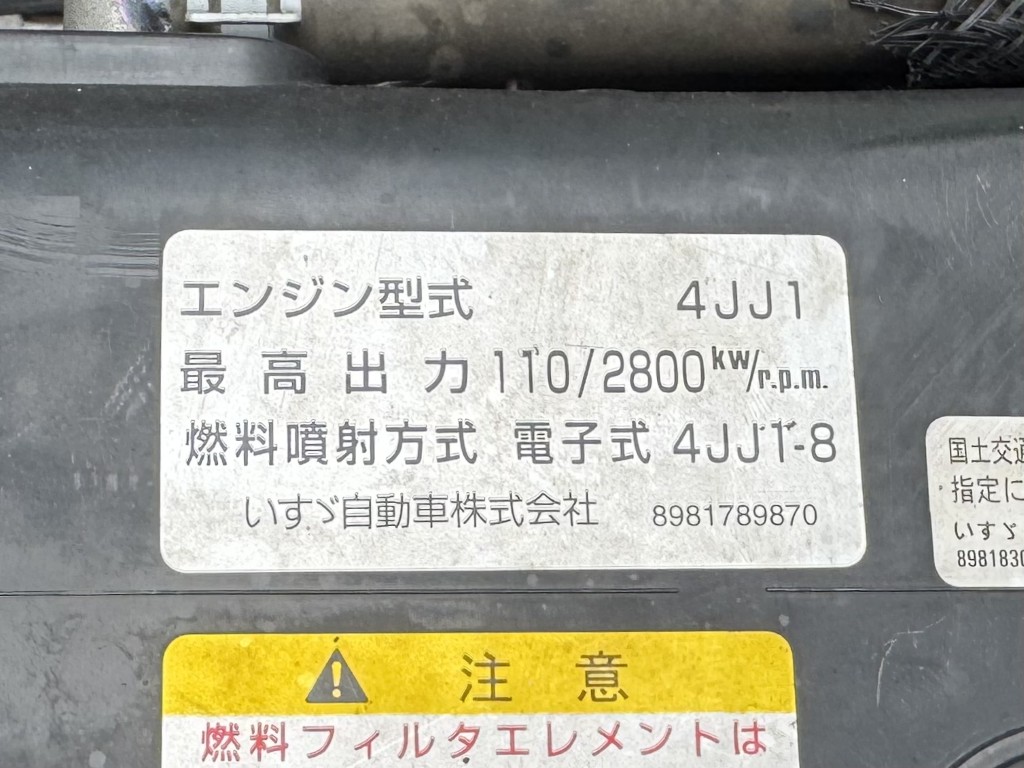 エンジン型式 4JJ1
最高出力 110/2800kW/r.p.m.
燃料噴射方式 電子式 4JJ1-8
いすゞ自動車株式会社 8981789870
国土交通
指定に
いすゞ
898183
注意
燃料フィルタエレメントは